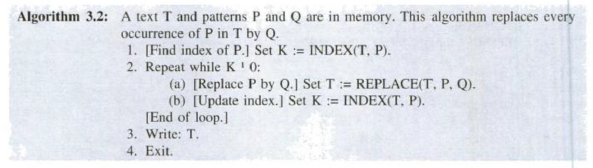 Algorithm 3.2: A text T and patterns P and Q are in memory. This algorithm replaces every
occurrence of P in T by Q.
1. [Find index of P.] Set K := INDEX(T, P).
2. Repeat while K ¹ 0:
(a) [Replace P by Q.] Set T := REPLACE(T, P, Q).
(b) [Update index.] Set K := INDEX(T, P).
[End of loop.]
3. Write: T.
4. Exit.